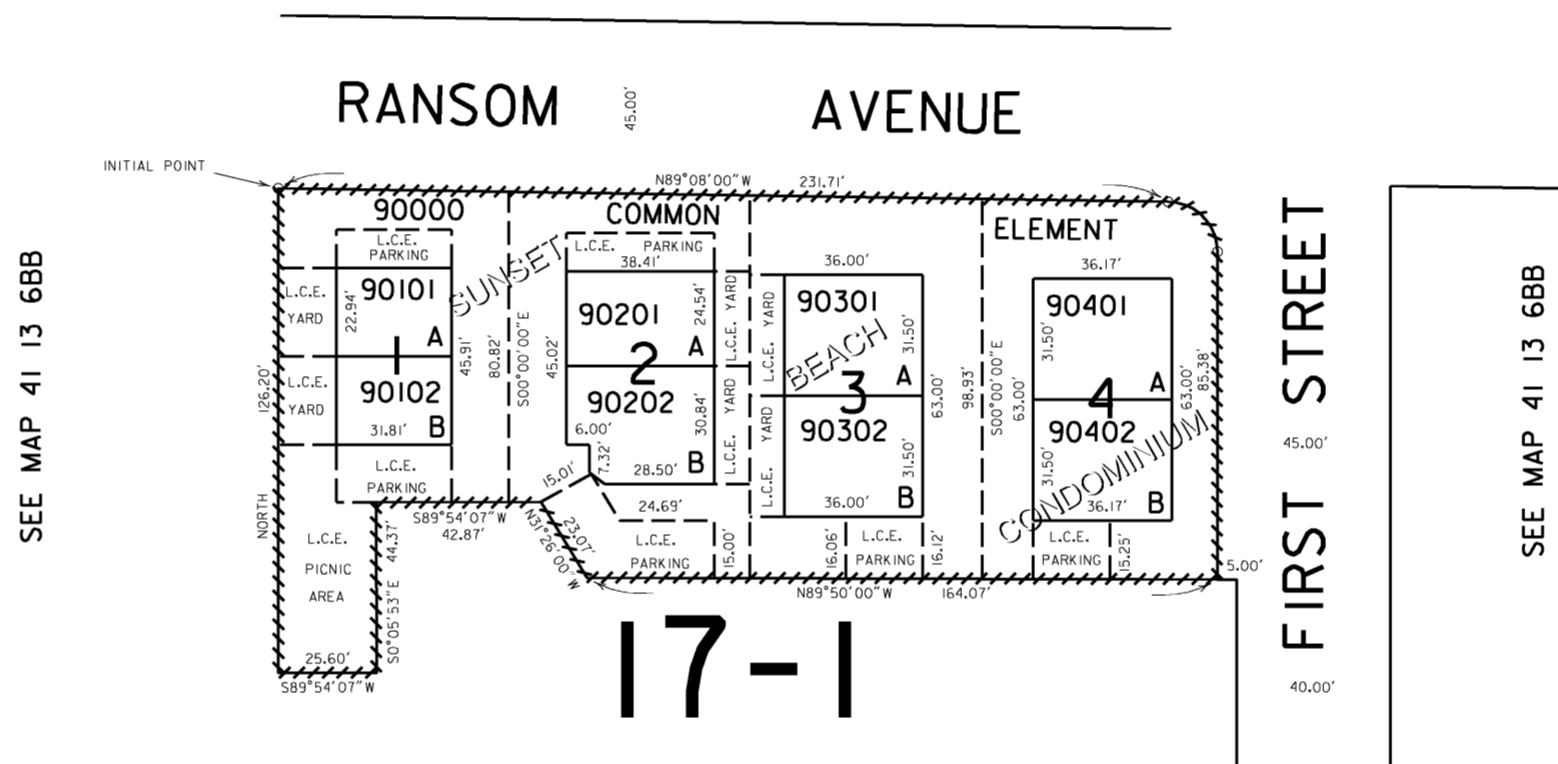 RANSOM AVENUE
45.00'
INITIAL POINT
N89°08'00"W 231.71'
90000 COMMON ELEMENT
SUNSET BEACH CONDOMINIUM
SEE MAP 41 13 6BB
126.20'
NORTH
L.C.E.
PARKING
L.C.E.
YARD
22.94'
90101
A
1
L.C.E.
YARD
90102
31.81' B
45.91'
L.C.E.
PARKING
80.82'
S00°00'00"E
S89°54'07"W
42.87'
L.C.E.
PICNIC
AREA
44.37'
S0°05'53"E
25.60'
S89°54'07"W
L.C.E. PARKING
38.41'
90201
24.54'
A
45.02'
2
90202
30.84'
6.00'
7.32'
28.50' B
L.C.E. YARD
L.C.E. YARD
15.01'
24.69'
23.07'
N31°26'00"W
L.C.E.
PARKING
15.00'
36.00'
L.C.E. YARD
90301
31.50'
A
3
63.00'
L.C.E. YARD
90302
31.50'
36.00' B
16.06'
L.C.E.
PARKING
16.12'
98.93'
S00°00'00"E
36.17'
90401
31.50'
A
63.00'
4
63.00'
85.38'
90402
31.50'
36.17' B
L.C.E.
PARKING
15.25'
N89°50'00"W 164.07'
5.00'
17-1
FIRST STREET
45.00'
40.00'
SEE MAP 41 13 6BB